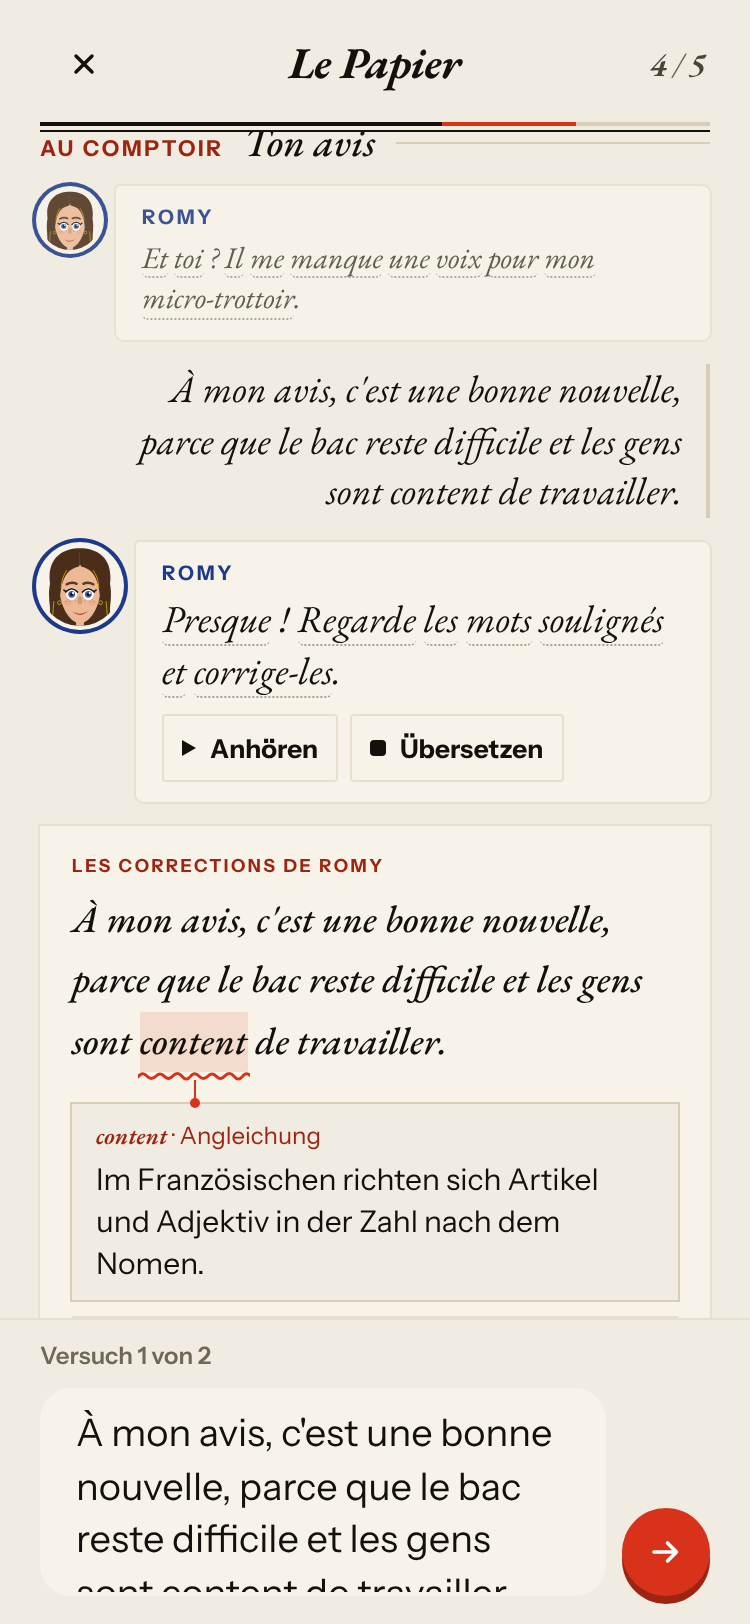 Le Papier
4 / 5
AU COMPTOIR Ton avis
ROMY
Et toi ? Il me manque une voix pour mon
micro-trottoir.
À mon avis, c'est une bonne nouvelle,
parce que le bac reste difficile et les gens
sont content de travailler.
ROMY
Presque ! Regarde les mots soulignés
et corrige-les.
Anhören
Übersetzen
LES CORRECTIONS DE ROMY
À mon avis, c'est une bonne nouvelle,
parce que le bac reste difficile et les gens
sont content de travailler.
content · Angleichung
Im Französischen richten sich Artikel
und Adjektiv in der Zahl nach dem
Nomen.
Versuch 1 von 2
À mon avis, c'est une bonne
nouvelle, parce que le bac
reste difficile et les gens
sont content de travailler.